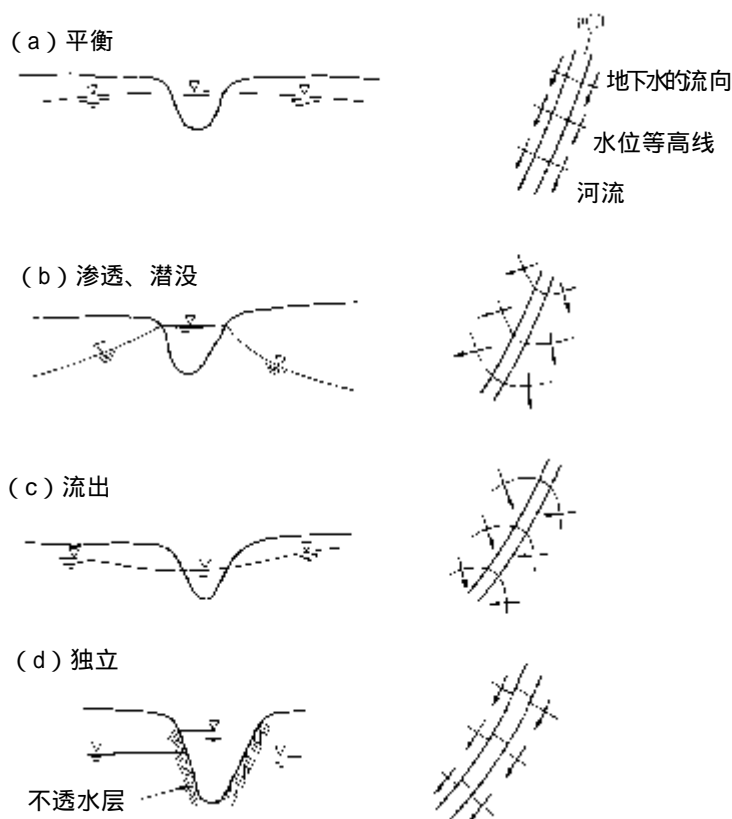 (a)平衡
地下水的流向
水位等高线
河流
(b)渗透、潜没
(c)流出
(d)独立
不透水层